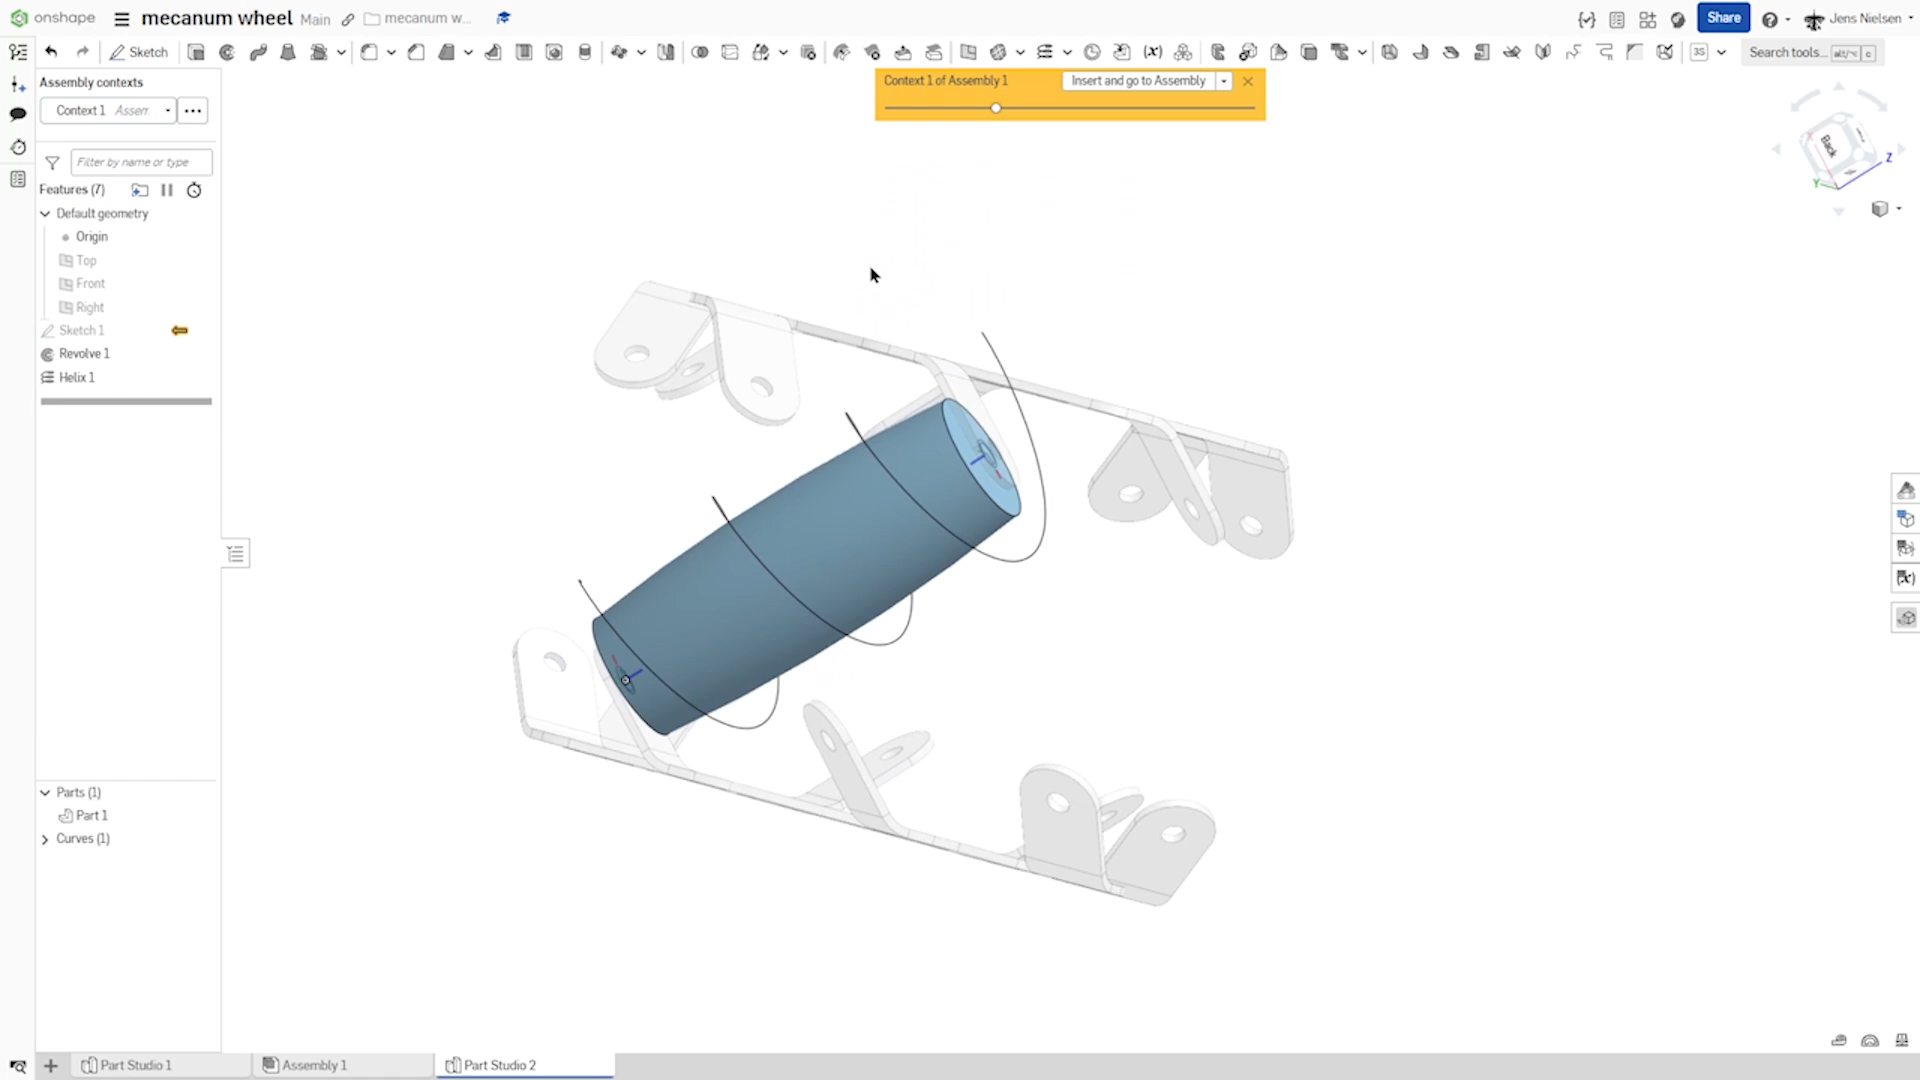 onshape
mecanum wheel Main mecanum w...
Share
Jens Nielsen
Sketch
(x)
3S
Search tools... alt/⌥ c
Assembly contexts
Context 1 Assem
Context 1 of Assembly 1
Insert and go to Assembly
Filter by name or type
Features (7)
Default geometry
Origin
Top
Front
Right
Sketch 1
Revolve 1
Helix 1
Back
Z
Y
(x)
Parts (1)
Part 1
Curves (1)
Part Studio 1
Assembly 1
Part Studio 2